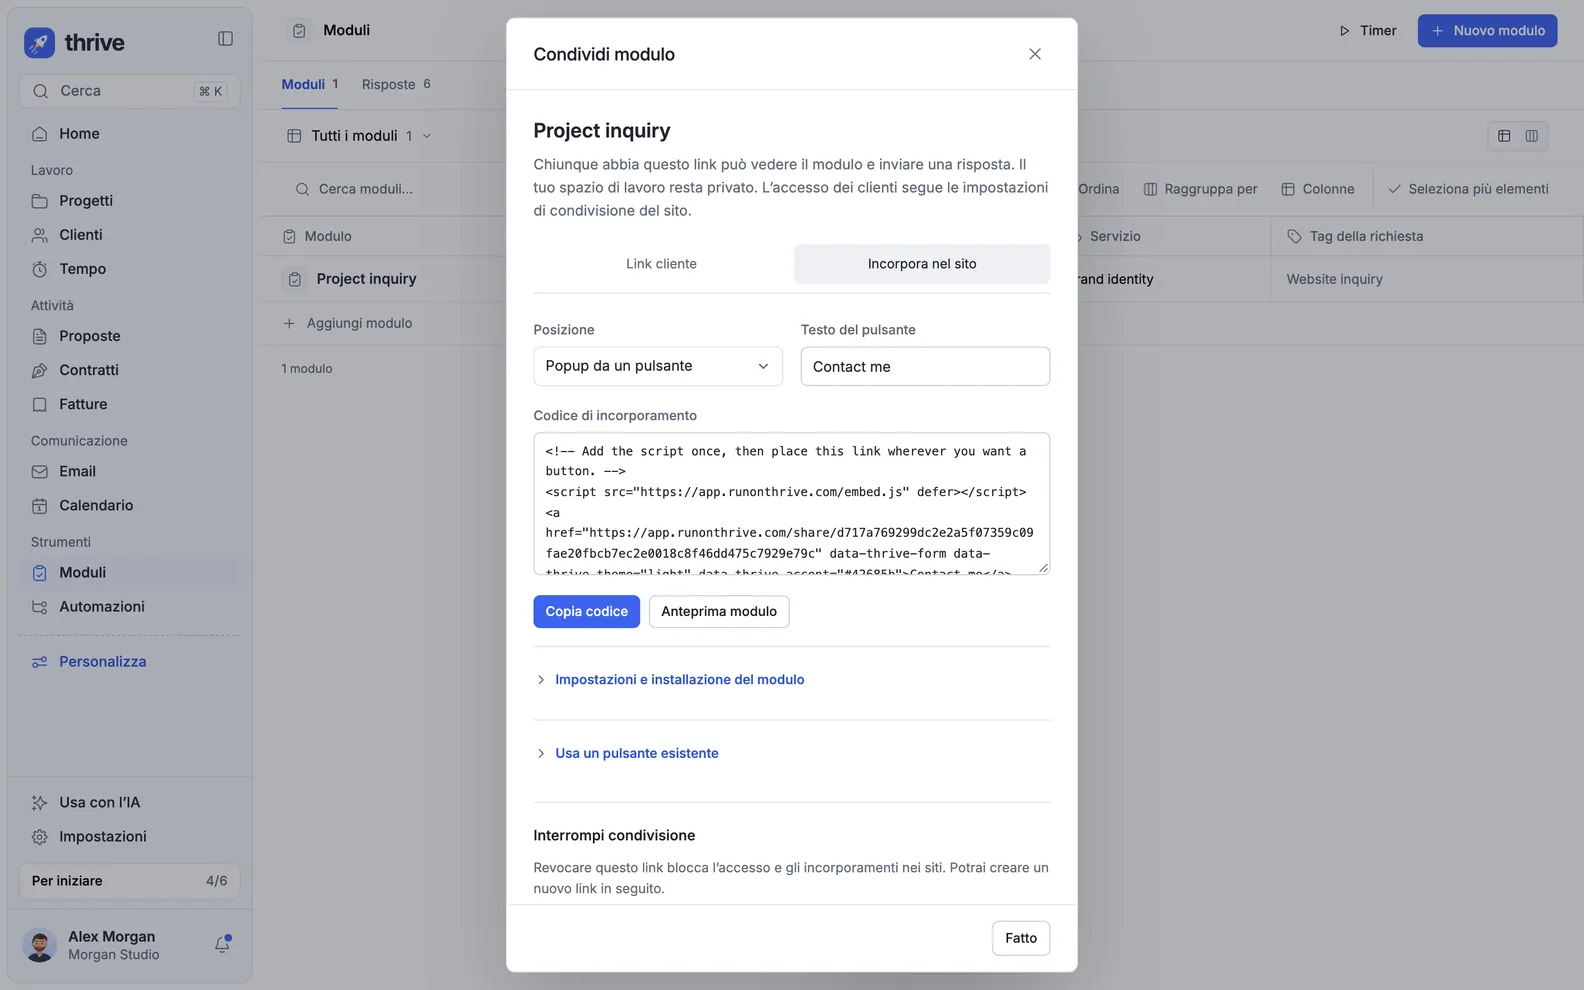 thrive
Cerca
⌘ K
Home
Lavoro
Progetti
Clienti
Tempo
Attività
Proposte
Contratti
Fatture
Comunicazione
Email
Calendario
Strumenti
Moduli
Automazioni
Personalizza
Usa con l’IA
Impostazioni
Per iniziare 4/6
Alex Morgan
Morgan Studio
Moduli
Timer
+ Nuovo modulo
Moduli 1
Risposte 6
Tutti i moduli 1
Cerca moduli...
Ordina
Raggruppa per
Colonne
Seleziona più elementi
Modulo
Servizio
Tag della richiesta
Project inquiry
rand identity
Website inquiry
+ Aggiungi modulo
1 modulo
Condividi modulo
Project inquiry
Chiunque abbia questo link può vedere il modulo e inviare una risposta. Il
tuo spazio di lavoro resta privato. L’accesso dei clienti segue le impostazioni
di condivisione del sito.
Link cliente
Incorpora nel sito
Posizione
Testo del pulsante
Popup da un pulsante
Contact me
Codice di incorporamento
<!-- Add the script once, then place this link wherever you want a
button. -->
<script src="https://app.runonthrive.com/embed.js" defer></script>
<a
href="https://app.runonthrive.com/share/d717a769299dc2e2a5f07359c09
fae20fbcb7ec2e0018c8f46dd475c7929e79c" data-thrive-form data-
thrive-theme="light" data-thrive-accent="#42685b">Contact me</a>
Copia codice
Anteprima modulo
Impostazioni e installazione del modulo
Usa un pulsante esistente
Interrompi condivisione
Revocare questo link blocca l’accesso e gli incorporamenti nei siti. Potrai creare un
nuovo link in seguito.
Fatto